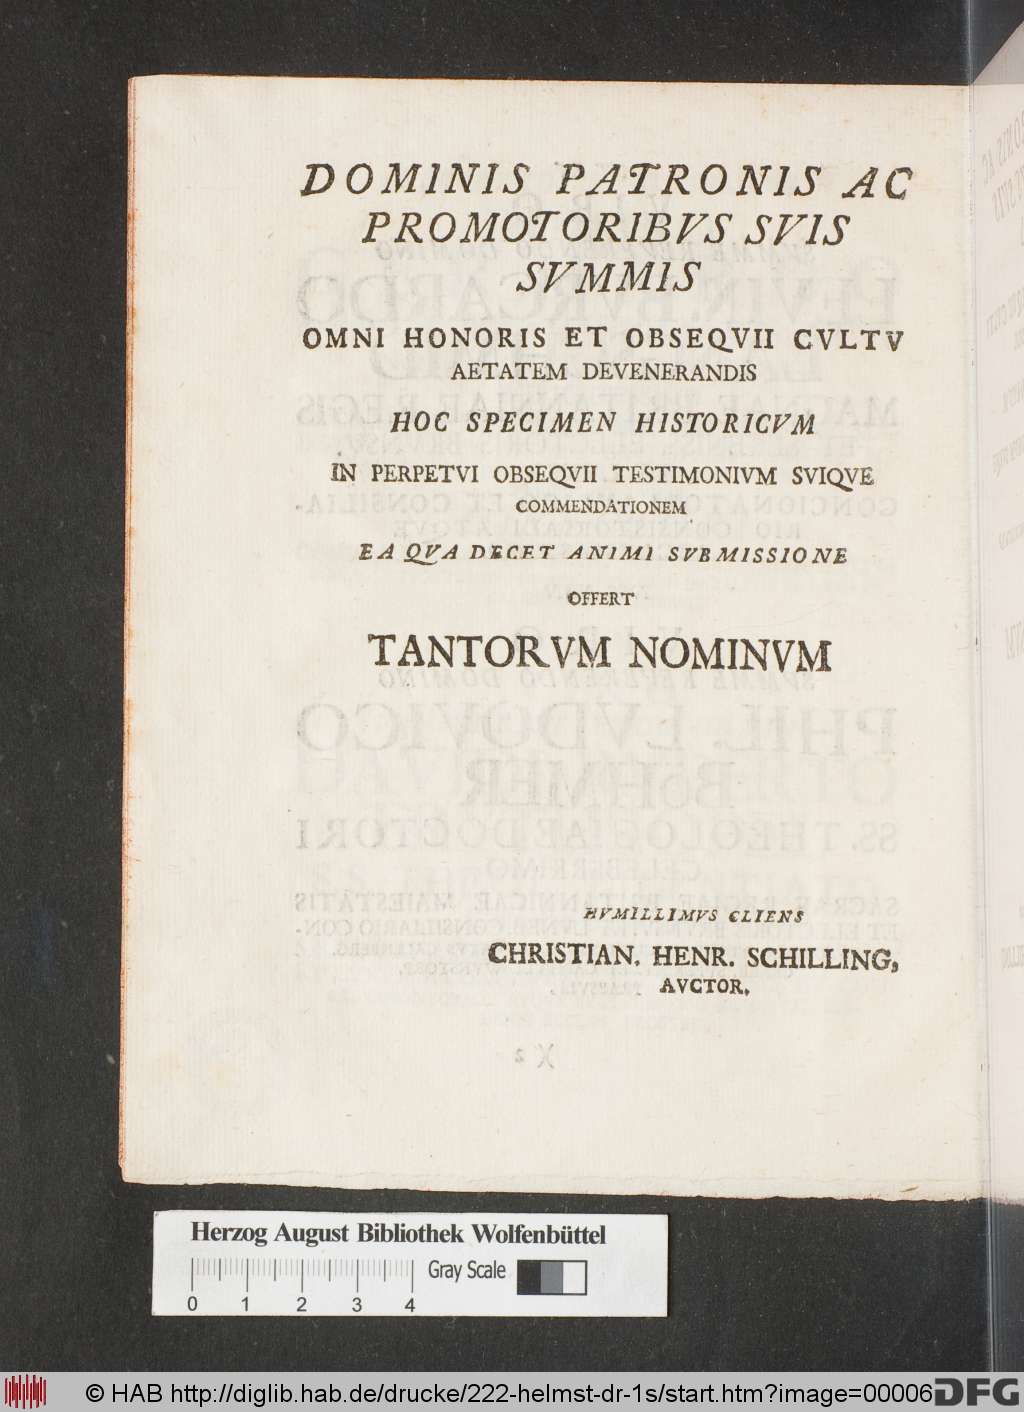 DOMINIS PATRONIS AC
PROMOTORIBVS SVIS
SVMMIS
OMNI HONORIS ET OBSEQVII CVLTV
AETATEM DEVENERANDIS
HOC SPECIMEN HISTORICVM
IN PERPETVI OBSEQVII TESTIMONIVM SVIQVE
COMMENDATIONEM
EA QVA DECET ANIMI SVBMISSIONE
OFFERT
TANTORVM NOMINVM
HVMILLIMVS CLIENS
CHRISTIAN. HENR. SCHILLING,
AVCTOR.
Herzog August Bibliothek Wolfenbüttel
Gray Scale
0 1 2 3 4
© HAB http://diglib.hab.de/drucke/222-helmst-dr-1s/start.htm?image=00006
DFG